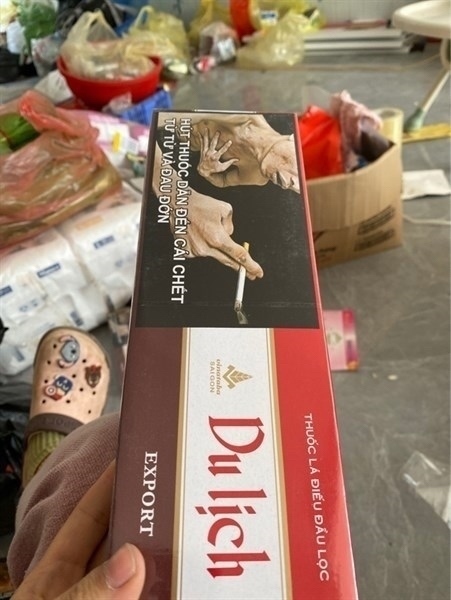 HÚT THUỐC DẪN ĐẾN CÁI CHẾT
TỪ TỪ VÀ ĐAU ĐỚN
vinataba
SAIGON
Du lịch
EXPORT
THUỐC LÁ ĐIẾU ĐẦU LỌC